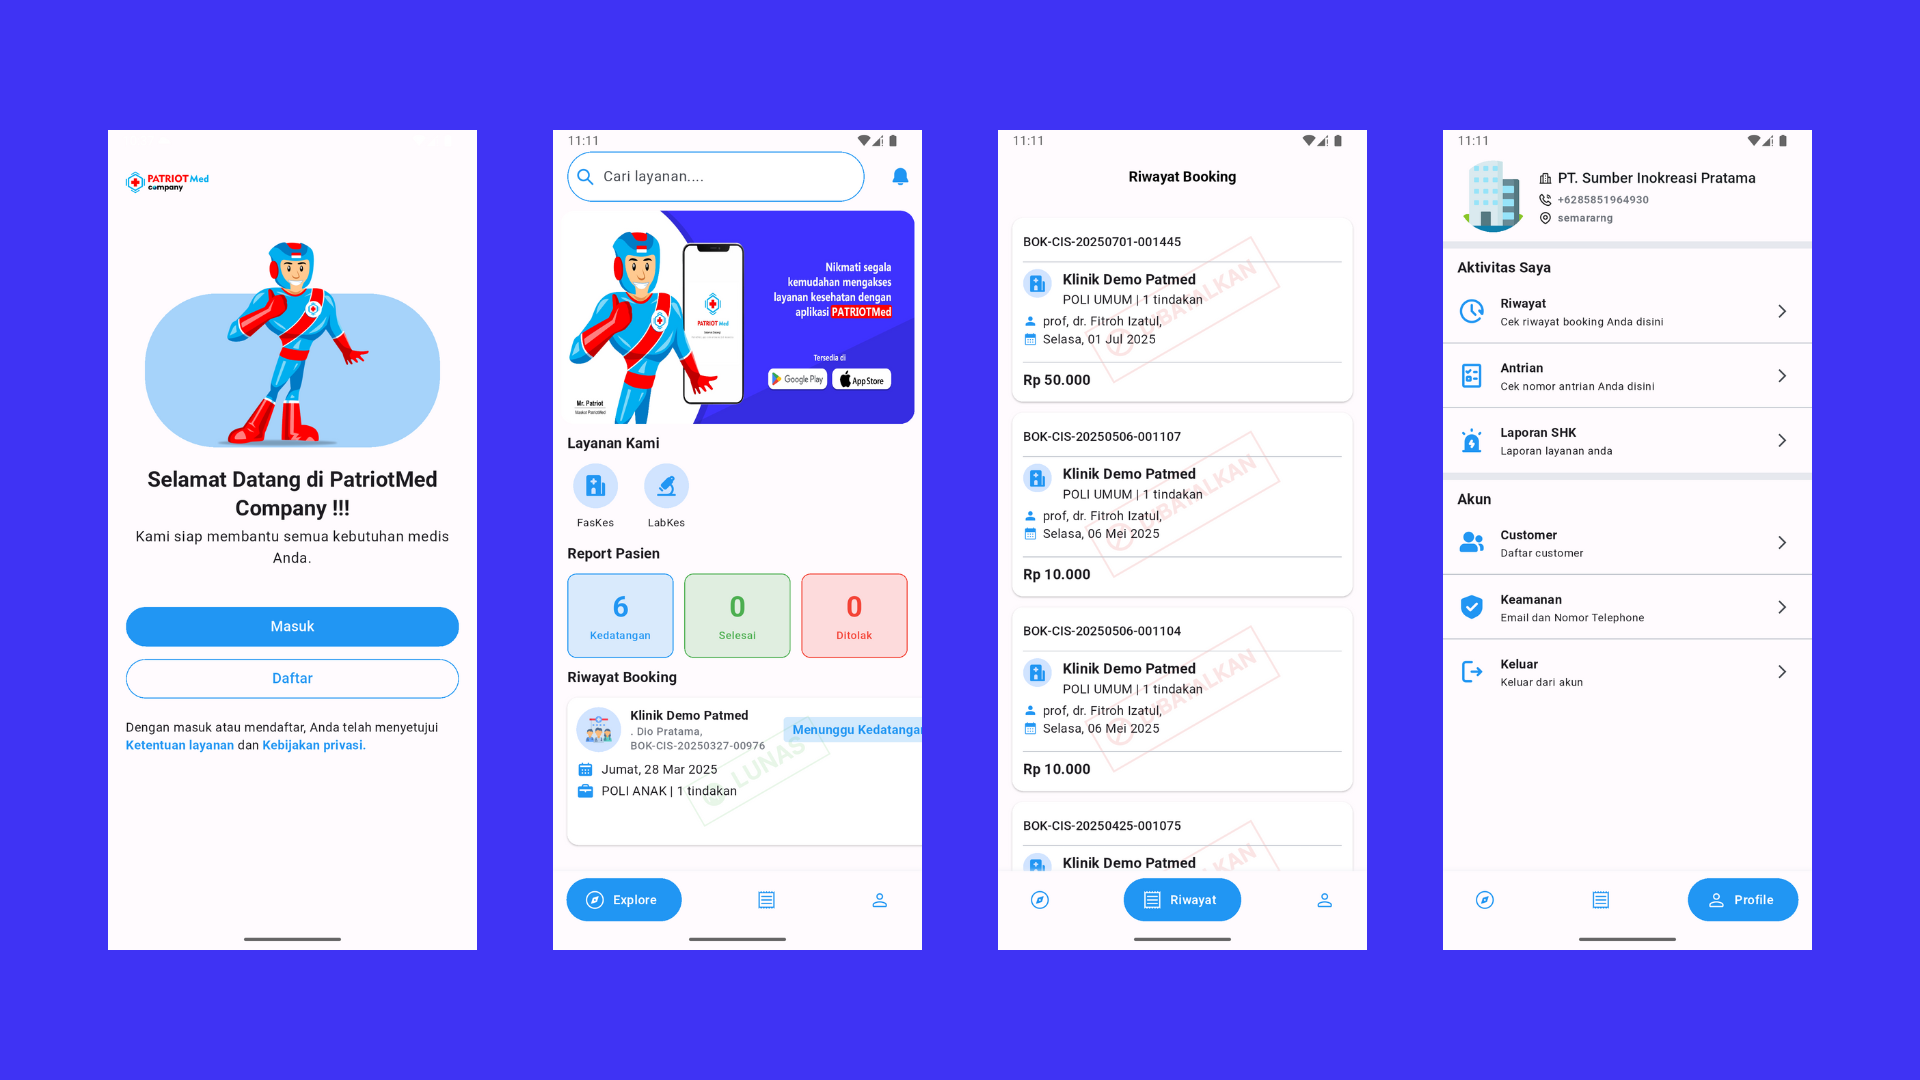 PATRIOT Med
company
Selamat Datang di PatriotMed
Company !!!
Kami siap membantu semua kebutuhan medis
Anda.
Masuk
Daftar
Dengan masuk atau mendaftar, Anda telah menyetujui
Ketentuan layanan dan Kebijakan privasi.
11:11
Cari layanan....
Nikmati segala
kemudahan mengakses
layanan kesehatan dengan
aplikasi PATRIOTMed
Tersedia di
Google Play
App Store
PATRIOT Med
Mr. Patriot
Maskot PatriotMed
Layanan Kami
FasKes
LabKes
Report Pasien
6
Kedatangan
0
Selesai
0
Ditolak
Riwayat Booking
Klinik Demo Patmed
. Dio Pratama,
BOK-CIS-20250327-00976
Menunggu Kedatangan
Jumat, 28 Mar 2025
POLI ANAK | 1 tindakan
LUNAS
Explore
11:11
Riwayat Booking
BOK-CIS-20250701-001445
Klinik Demo Patmed
POLI UMUM | 1 tindakan
prof, dr. Fitroh Izatul,
Selasa, 01 Jul 2025
DIBATALKAN
Rp 50.000
BOK-CIS-20250506-001107
Klinik Demo Patmed
POLI UMUM | 1 tindakan
prof, dr. Fitroh Izatul,
Selasa, 06 Mei 2025
DIBATALKAN
Rp 10.000
BOK-CIS-20250506-001104
Klinik Demo Patmed
POLI UMUM | 1 tindakan
prof, dr. Fitroh Izatul,
Selasa, 06 Mei 2025
DIBATALKAN
Rp 10.000
BOK-CIS-20250425-001075
Klinik Demo Patmed
LKAN
Riwayat
11:11
PT. Sumber Inokreasi Pratama
+6285851964930
semararng
Aktivitas Saya
Riwayat
Cek riwayat booking Anda disini
Antrian
Cek nomor antrian Anda disini
Laporan SHK
Laporan layanan anda
Akun
Customer
Daftar customer
Keamanan
Email dan Nomor Telephone
Keluar
Keluar dari akun
Profile